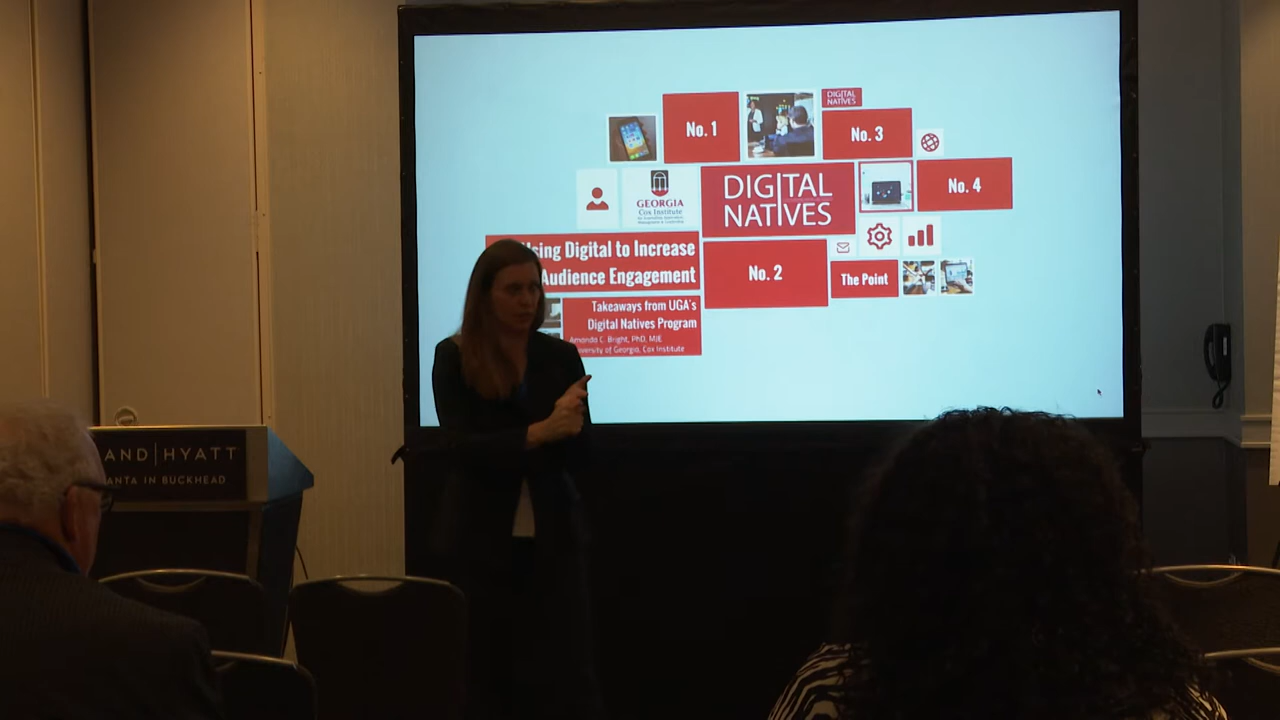 DIGITAL
NATIVES
No. 1
No. 3
No. 4
GEORGIA
Cox Institute
DIGITAL
NATIVES
Using Digital to Increase
Audience Engagement
No. 2
The Point
Takeaways from UGA's
Digital Natives Program
Amanda C. Bright, PhD, MJE
University of Georgia, Cox Institute
AND | HYATT
ANTA IN BUCKHEAD